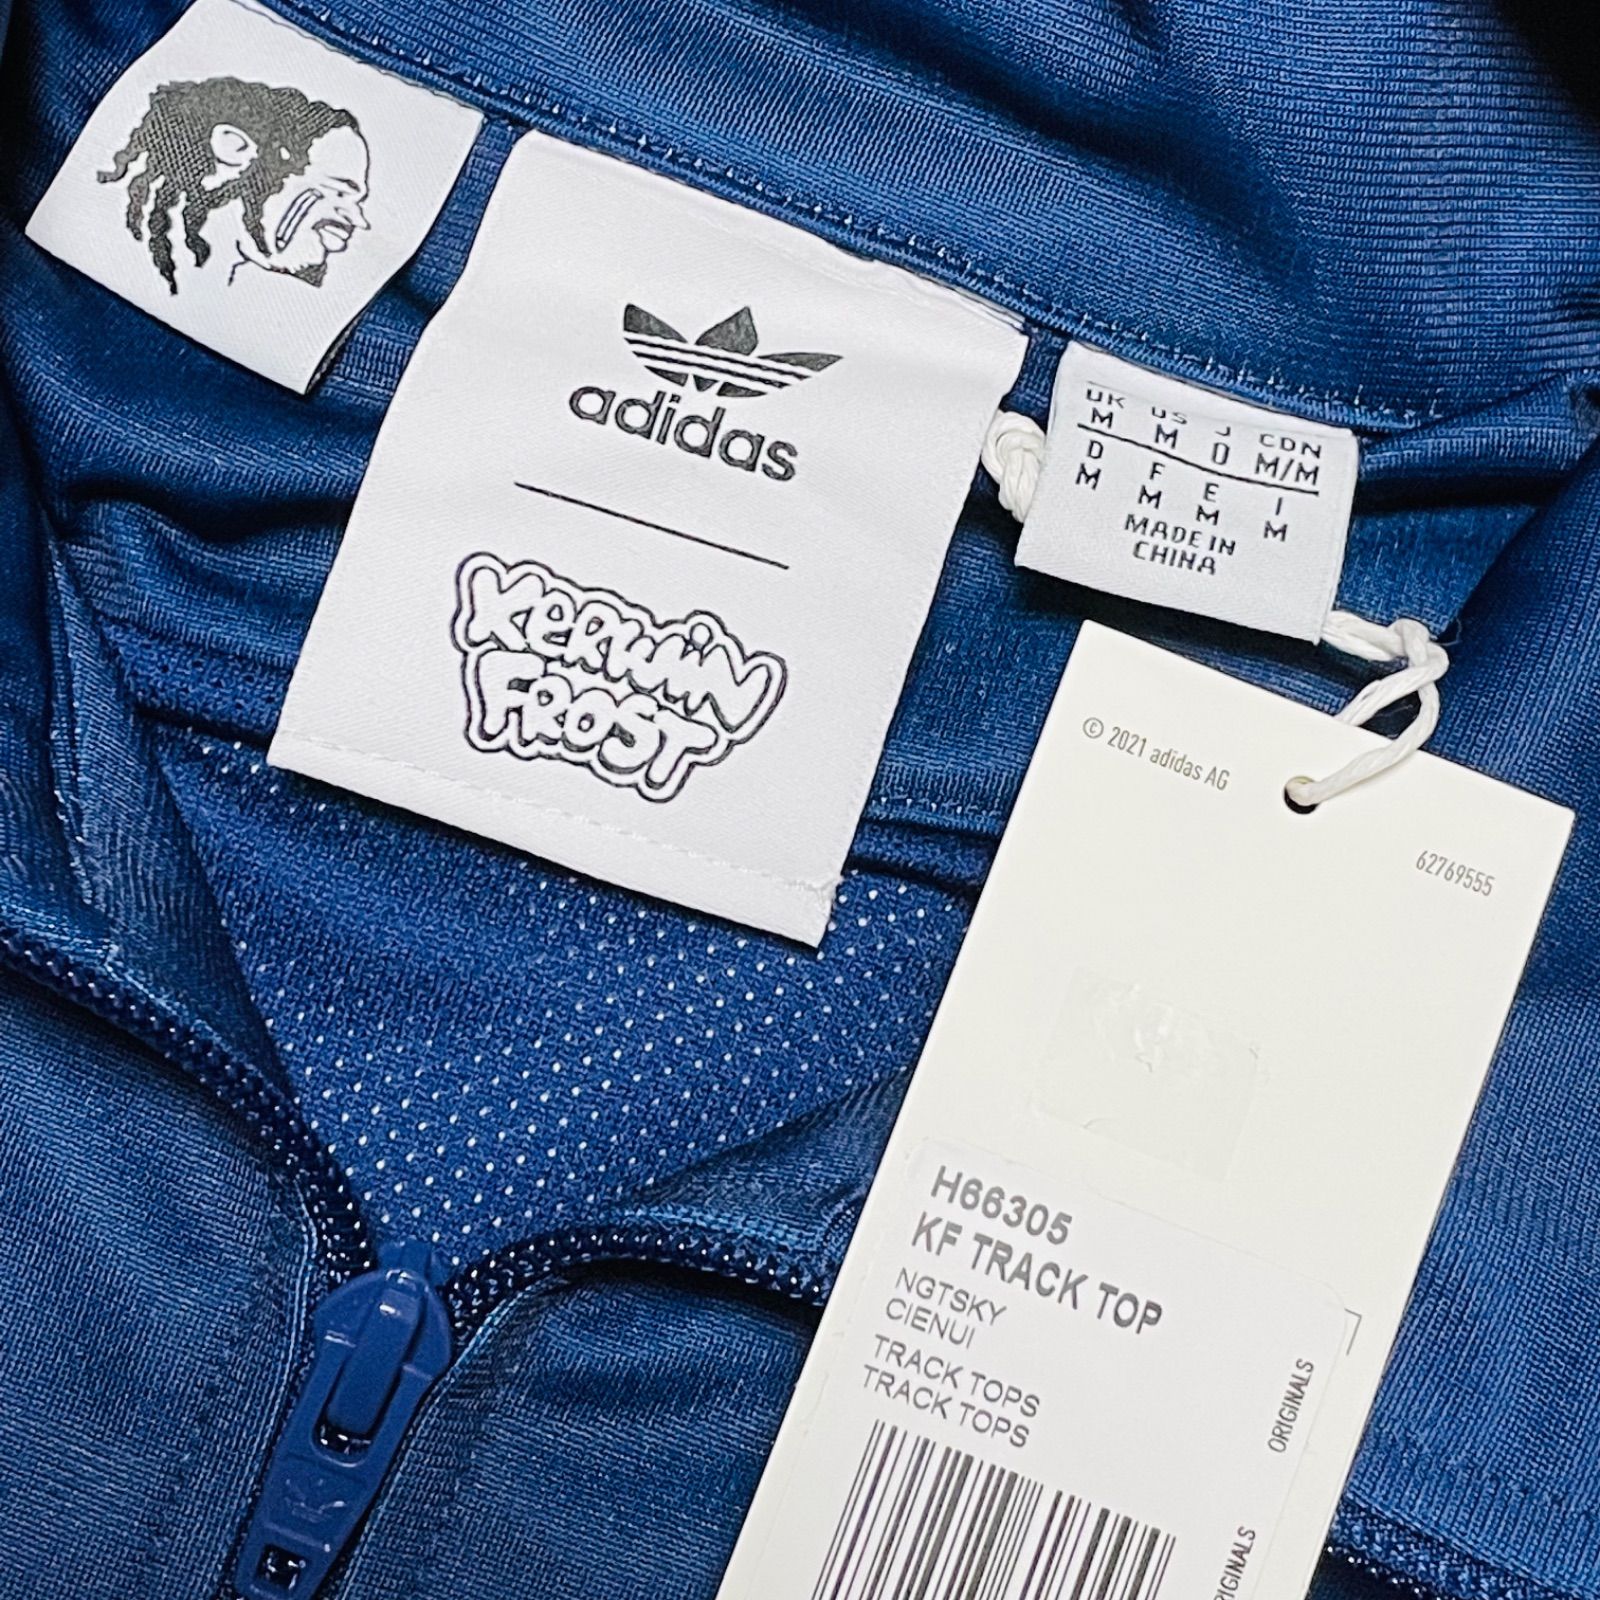 adidas
Kerwin
FROST
UK US J CDN
M M O M/M
D F E I
M M M M
MADE IN
CHINA
© 2021 adidas AG
62769555
H66305
KF TRACK TOP
NGTSKY
CIENUI
TRACK TOPS
TRACK TOPS
ORIGINALS